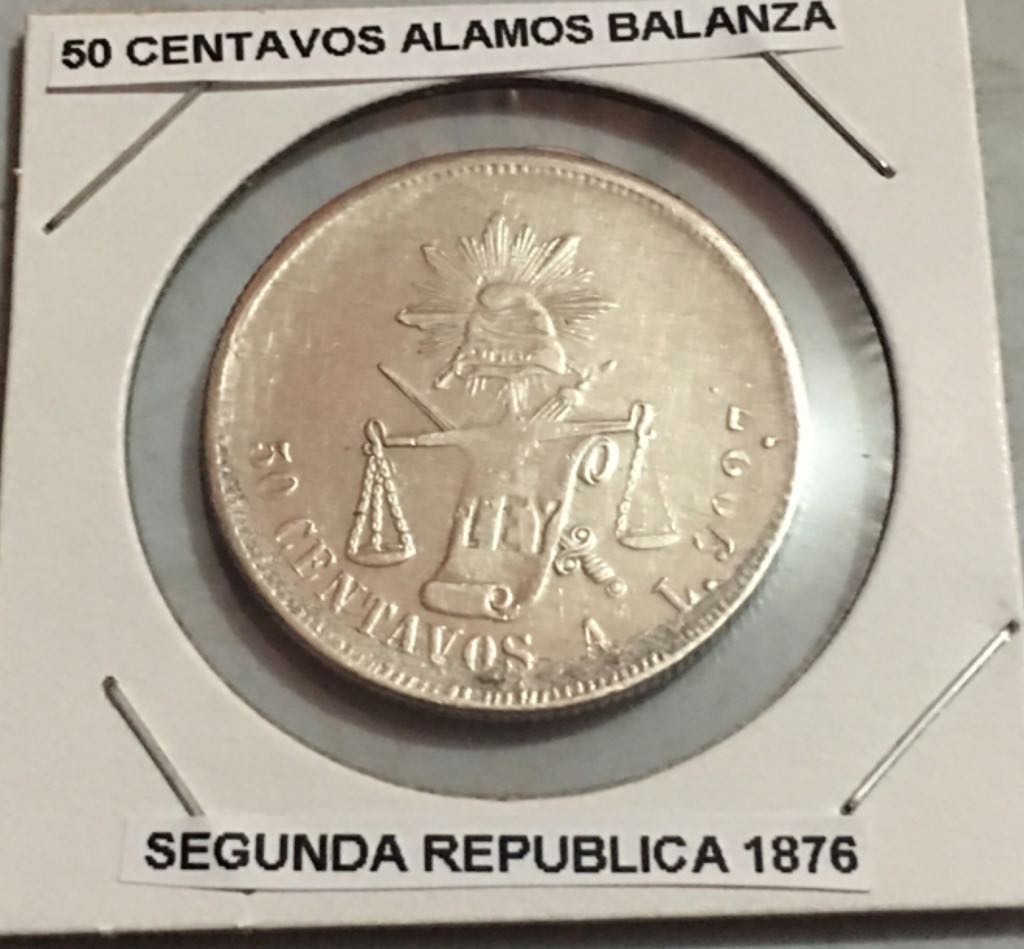 50 CENTAVOS ALAMOS BALANZA
LEY
50 CENTAVOS A L.
SEGUNDA REPUBLICA 1876